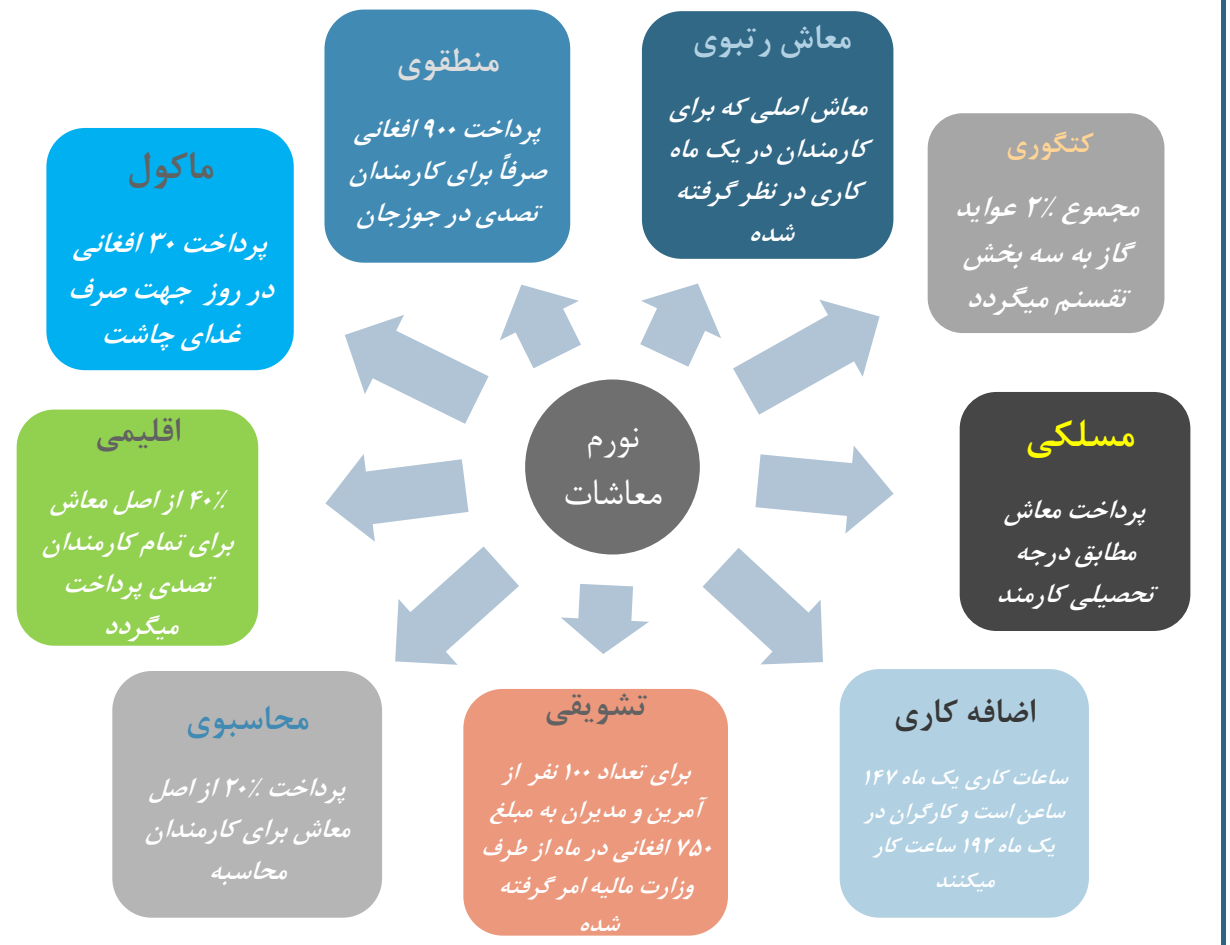 نورم
معاشات
معاش رتبوی
معاش اصلی که برای
کارمندان در یک ماه
کاری در نظر گرفته
شده
کتگوری
مجموع ۲٪ عواید
گاز به سه بخش
تقسنم میگردد
مسلکی
پرداخت معاش
مطابق درجه
تحصیلی کارمند
اضافه کاری
ساعات کاری یک ماه ۱۴۷
ساعن است و کارگران در
یک ماه ۱۹۲ ساعت کار
میکنند
تشویقی
برای تعداد ۱۰۰ نفر از
آمرین و مدیران به مبلغ
۷۵۰ افغانی در ماه از طرف
وزارت مالیه امر گرفته
شده
محاسبوی
پرداخت ۲۰٪ از اصل
معاش برای کارمندان
محاسبه
اقلیمی
۴۰٪ از اصل معاش
برای تمام کارمندان
تصدی پرداخت
میگردد
ماکول
پرداخت ۳۰ افغانی
در روز جهت صرف
غدای چاشت
منطقوی
پرداخت ۹۰۰ افغانی
صرفاً برای کارمندان
تصدی در جوزجان